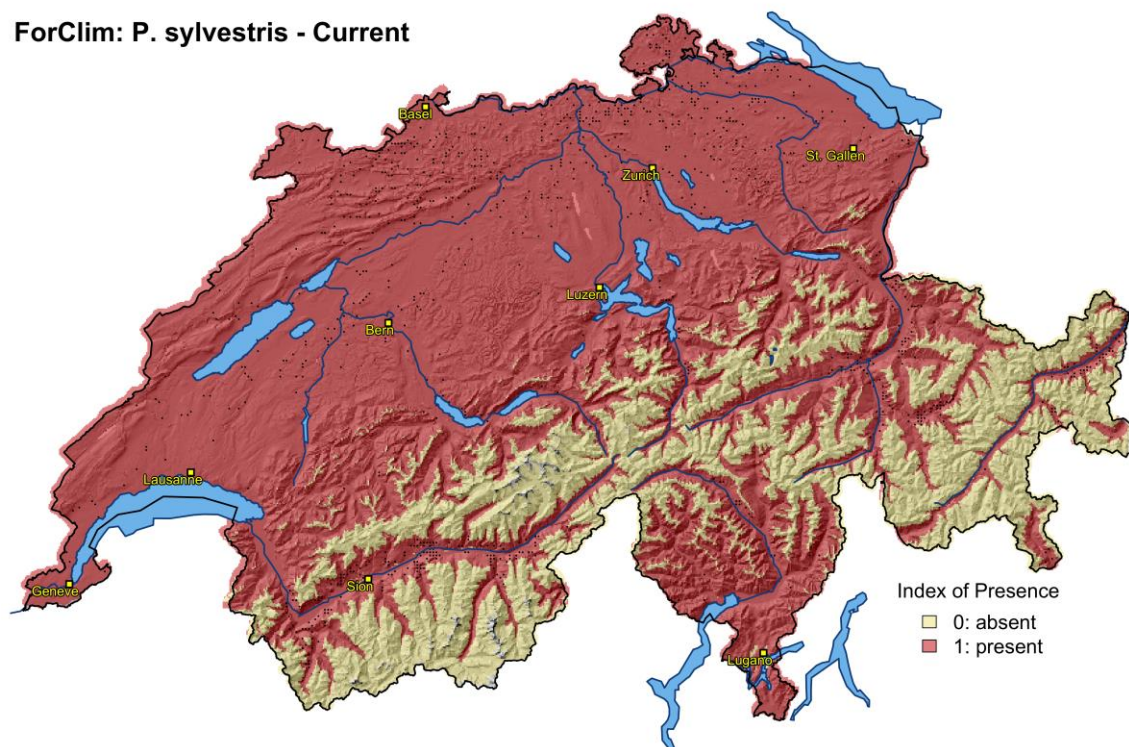 ForClim: P. sylvestris - Current
Basel
St. Gallen
Zurich
Luzern
Bern
Lausanne
Sion
Geneve
Index of Presence
0: absent
1: present
Lugano